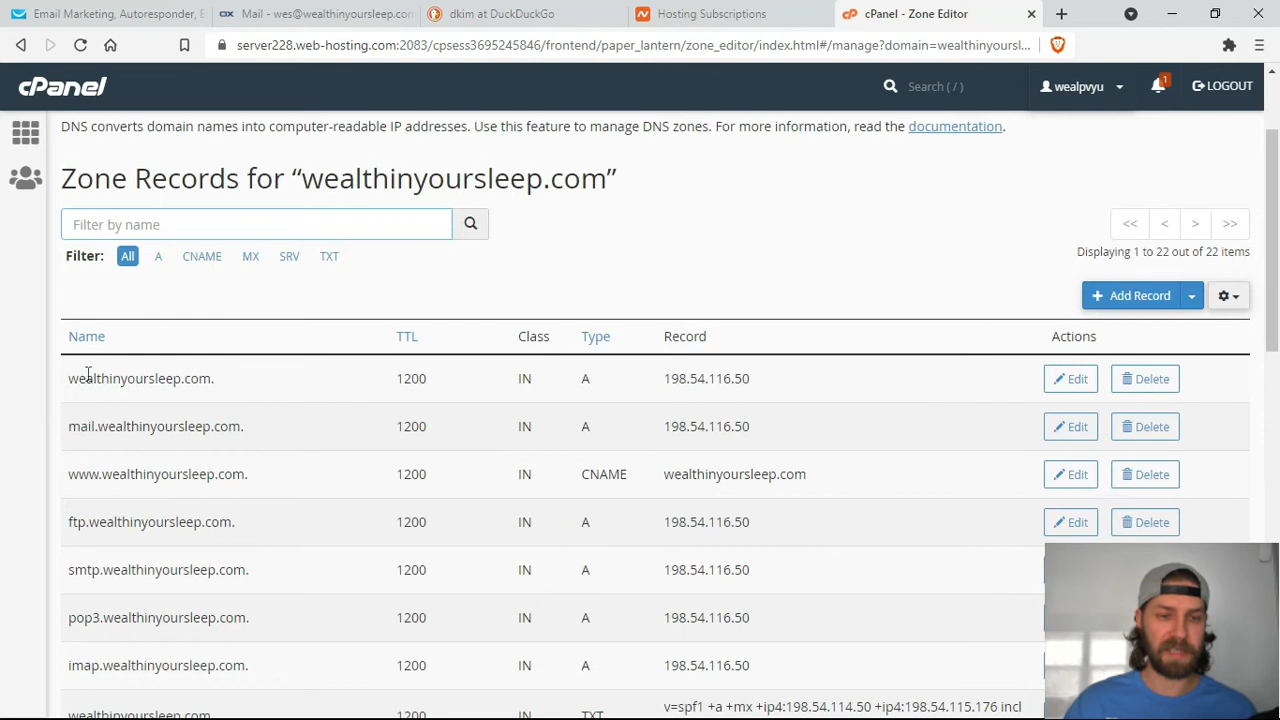 Email Marketing, Autoresponder, E
Mail - wes@wealthinyoursleep.con
dkim at DuckDuckGo
Hosting Subscriptions
cPanel - Zone Editor
server228.web-hosting.com:2083/cpsess3695245846/frontend/paper_lantern/zone_editor/index.html#/manage?domain=wealthinyoursl...
cPanel
Search ( / )
wealpvyu
1
LOGOUT
DNS converts domain names into computer-readable IP addresses. Use this feature to manage DNS zones. For more information, read the documentation.
Zone Records for “wealthinyoursleep.com”
Filter by name
<< < > >>
Filter: All A CNAME MX SRV TXT
Displaying 1 to 22 out of 22 items
+ Add Record
Name TTL Class Type Record Actions
wealthinyoursleep.com. 1200 IN A 198.54.116.50 Edit Delete
mail.wealthinyoursleep.com. 1200 IN A 198.54.116.50 Edit Delete
www.wealthinyoursleep.com. 1200 IN CNAME wealthinyoursleep.com Edit Delete
ftp.wealthinyoursleep.com. 1200 IN A 198.54.116.50 Edit Delete
smtp.wealthinyoursleep.com. 1200 IN A 198.54.116.50
pop3.wealthinyoursleep.com. 1200 IN A 198.54.116.50
imap.wealthinyoursleep.com. 1200 IN A 198.54.116.50
wealthinyoursleep.com. 1200 IN TXT v=spf1 +a +mx +ip4:198.54.114.50 +ip4:198.54.115.176 incl